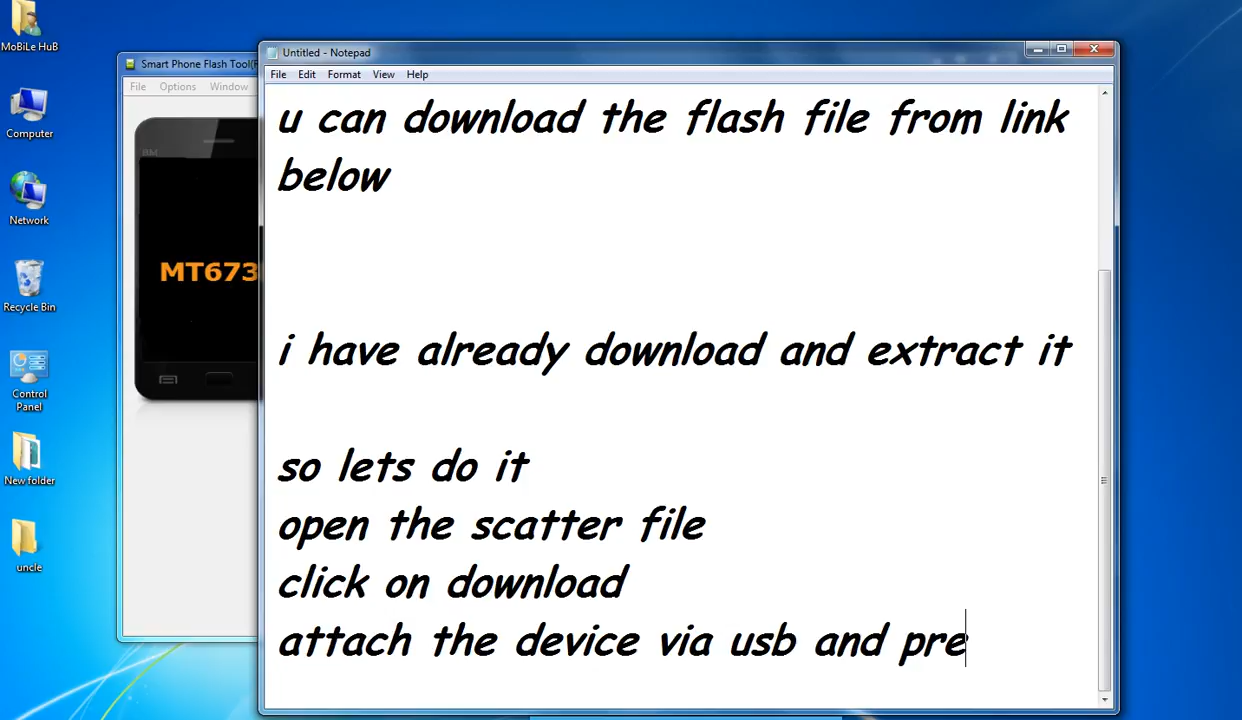 MoBiLe HuB
Computer
Network
Recycle Bin
Control
Panel
New folder
uncle
Smart Phone Flash Tool(R
File Options Window
BM
MT673
Untitled - Notepad
File Edit Format View Help
u can download the flash file from link
below
i have already download and extract it
so lets do it
open the scatter file
click on download
attach the device via usb and pre